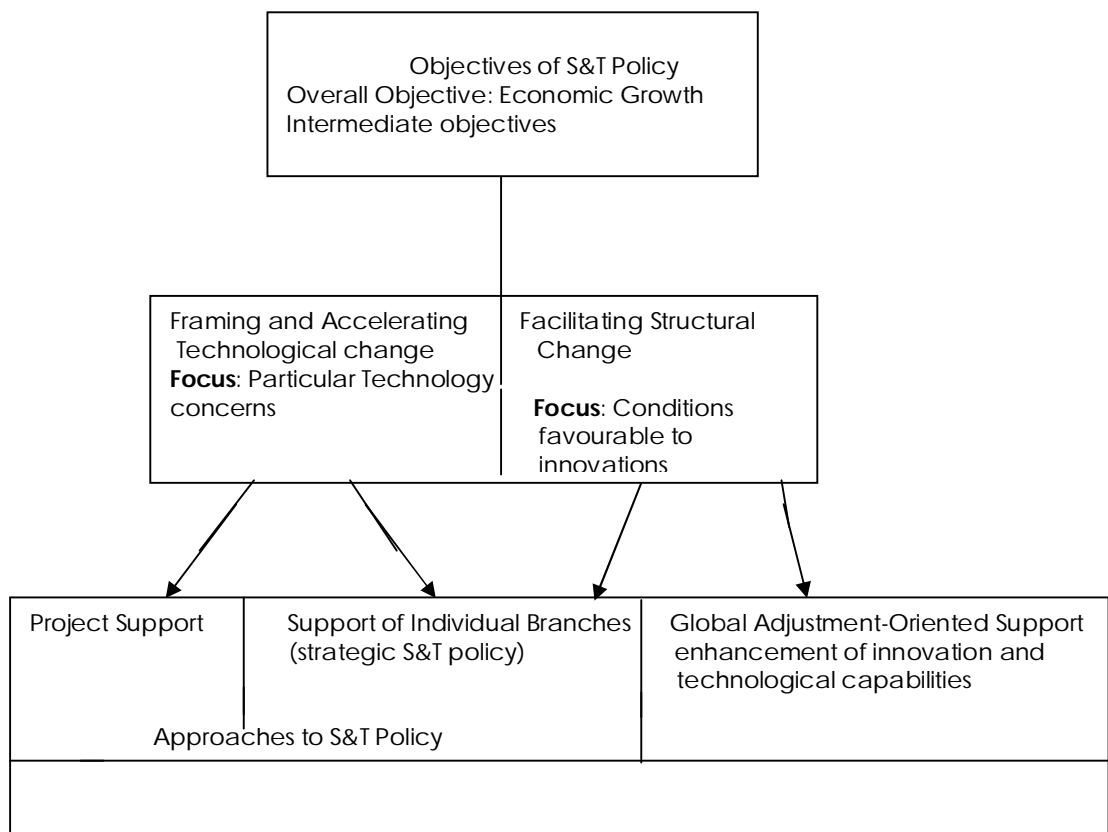 Objectives of S&T Policy
Overall Objective: Economic Growth
Intermediate objectives
Framing and Accelerating
Technological change
Focus: Particular Technology
concerns
Facilitating Structural
Change
Focus: Conditions
favourable to
innovations
Project Support
Support of Individual Branches
(strategic S&T policy)
Global Adjustment-Oriented Support
enhancement of innovation and
technological capabilities
Approaches to S&T Policy